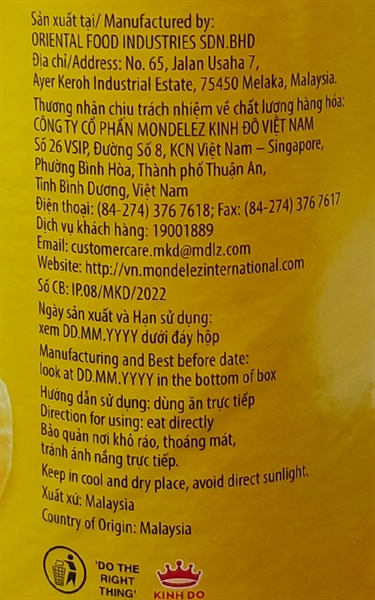 Sản xuất tại/ Manufactured by:
ORIENTAL FOOD INDUSTRIES SDN.BHD
Địa chỉ/Address: No. 65, Jalan Usaha 7,
Ayer Keroh Industrial Estate, 75450 Melaka, Malaysia.
Thương nhân chịu trách nhiệm về chất lượng hàng hóa:
CÔNG TY CỔ PHẦN MONDELEZ KINH ĐÔ VIỆT NAM
Số 26 VSIP, Đường Số 8, KCN Việt Nam – Singapore,
Phường Bình Hòa, Thành phố Thuận An,
Tỉnh Bình Dương, Việt Nam
Điện thoại: (84-274) 376 7618; Fax: (84-274) 376 7617
Dịch vụ khách hàng: 19001889
Email: customercare.mkd@mdlz.com
Website: http://vn.mondelezinternational.com
Số CB: IP.08/MKD/2022
Ngày sản xuất và Hạn sử dụng:
xem DD.MM.YYYY dưới đáy hộp
Manufacturing and Best before date:
look at DD.MM.YYYY in the bottom of box
Hướng dẫn sử dụng: dùng ăn trực tiếp
Direction for using: eat directly
Bảo quản nơi khô ráo, thoáng mát,
tránh ánh nắng trực tiếp.
Keep in cool and dry place, avoid direct sunlight.
Xuất xứ: Malaysia
Country of Origin: Malaysia
'DO THE
RIGHT
THING'
KINH DO